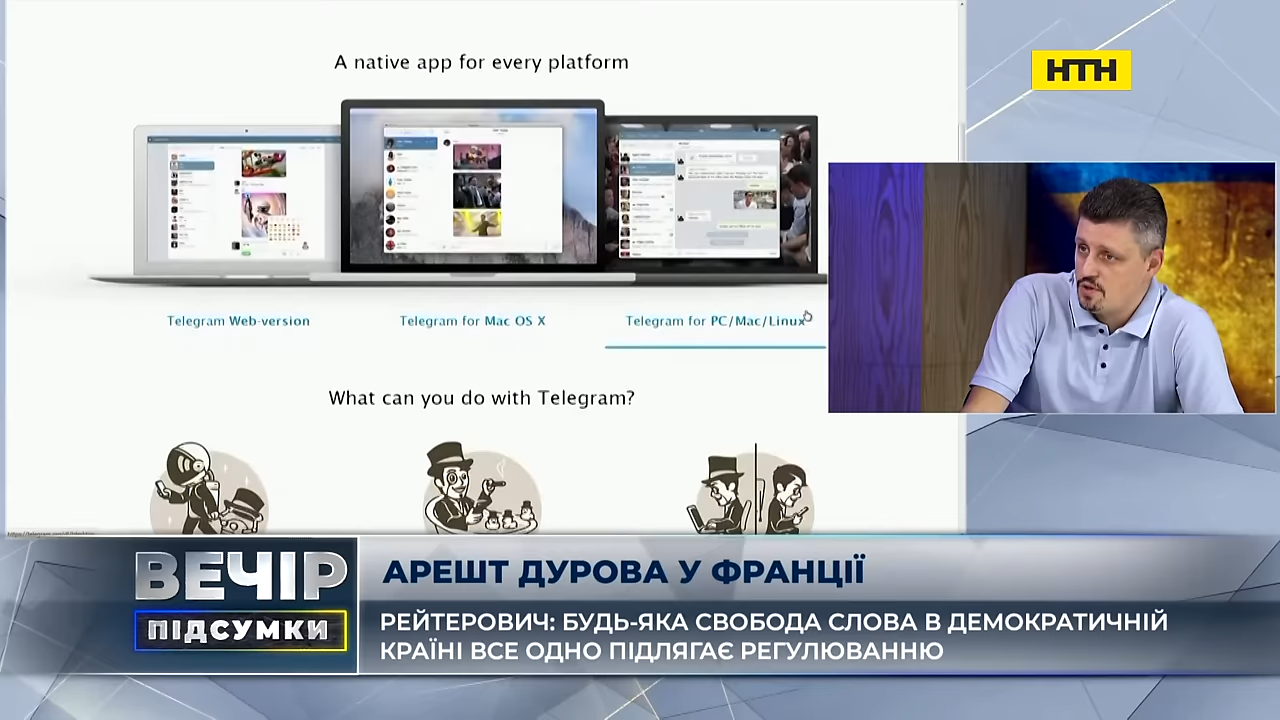 A native app for every platform
НТН
Telegram Web-version
Telegram for Mac OS X
Telegram for PC/Mac/Linux
What can you do with Telegram?
ВЕЧІР
ПІДСУМКИ
АРЕШТ ДУРОВА У ФРАНЦІЇ
РЕЙТЕРОВИЧ: БУДЬ-ЯКА СВОБОДА СЛОВА В ДЕМОКРАТИЧНІЙ
КРАЇНІ ВСЕ ОДНО ПІДЛЯГАЄ РЕГУЛЮВАННЮ